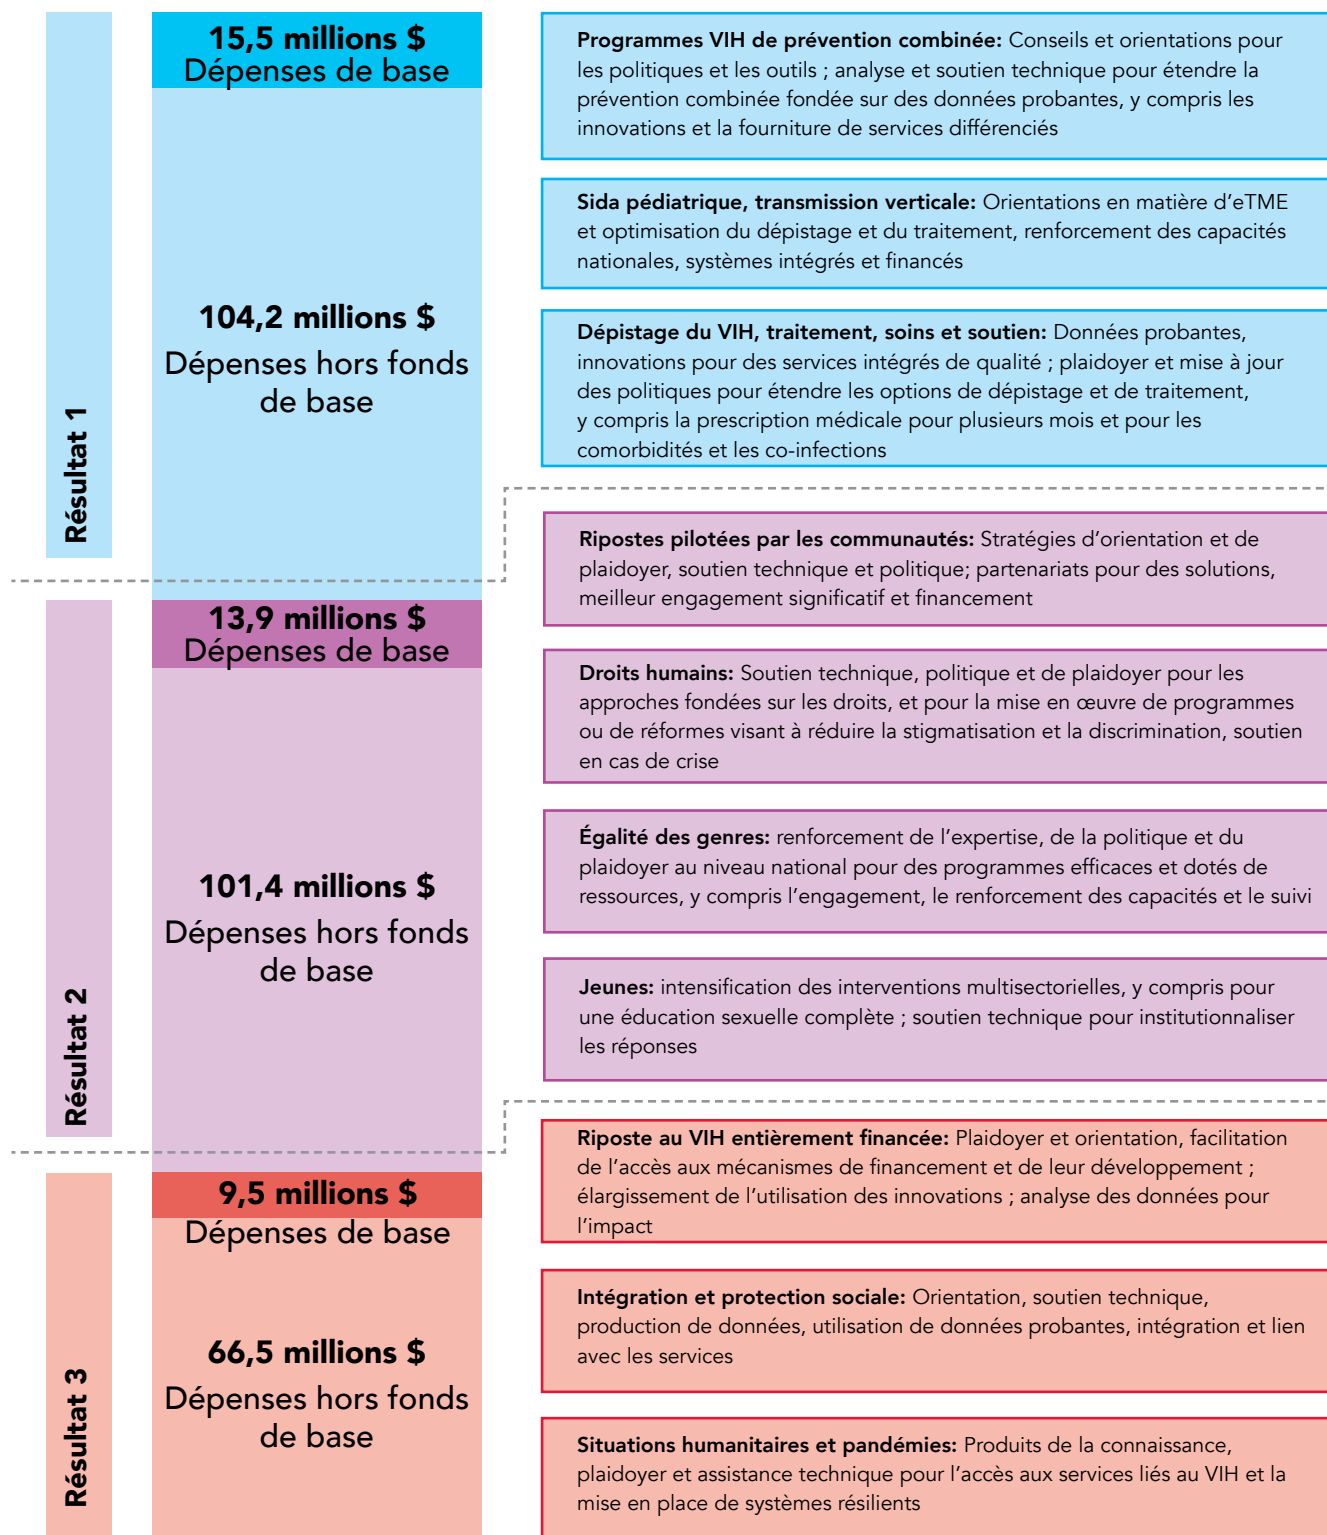 Résultat 1
15,5 millions $
Dépenses de base
104,2 millions $
Dépenses hors fonds
de base
Programmes VIH de prévention combinée: Conseils et orientations pour
les politiques et les outils ; analyse et soutien technique pour étendre la
prévention combinée fondée sur des données probantes, y compris les
innovations et la fourniture de services différenciés
Sida pédiatrique, transmission verticale: Orientations en matière d’eTME
et optimisation du dépistage et du traitement, renforcement des capacités
nationales, systèmes intégrés et financés
Dépistage du VIH, traitement, soins et soutien: Données probantes,
innovations pour des services intégrés de qualité ; plaidoyer et mise à jour
des politiques pour étendre les options de dépistage et de traitement,
y compris la prescription médicale pour plusieurs mois et pour les
comorbidités et les co-infections
Résultat 2
13,9 millions $
Dépenses de base
101,4 millions $
Dépenses hors fonds
de base
Ripostes pilotées par les communautés: Stratégies d’orientation et de
plaidoyer, soutien technique et politique; partenariats pour des solutions,
meilleur engagement significatif et financement
Droits humains: Soutien technique, politique et de plaidoyer pour les
approches fondées sur les droits, et pour la mise en œuvre de programmes
ou de réformes visant à réduire la stigmatisation et la discrimination, soutien
en cas de crise
Égalité des genres: renforcement de l’expertise, de la politique et du
plaidoyer au niveau national pour des programmes efficaces et dotés de
ressources, y compris l’engagement, le renforcement des capacités et le suivi
Jeunes: intensification des interventions multisectorielles, y compris pour
une éducation sexuelle complète ; soutien technique pour institutionnaliser
les réponses
Résultat 3
9,5 millions $
Dépenses de base
66,5 millions $
Dépenses hors fonds
de base
Riposte au VIH entièrement financée: Plaidoyer et orientation, facilitation
de l’accès aux mécanismes de financement et de leur développement ;
élargissement de l’utilisation des innovations ; analyse des données pour
l’impact
Intégration et protection sociale: Orientation, soutien technique,
production de données, utilisation de données probantes, intégration et lien
avec les services
Situations humanitaires et pandémies: Produits de la connaissance,
plaidoyer et assistance technique pour l’accès aux services liés au VIH et la
mise en place de systèmes résilients